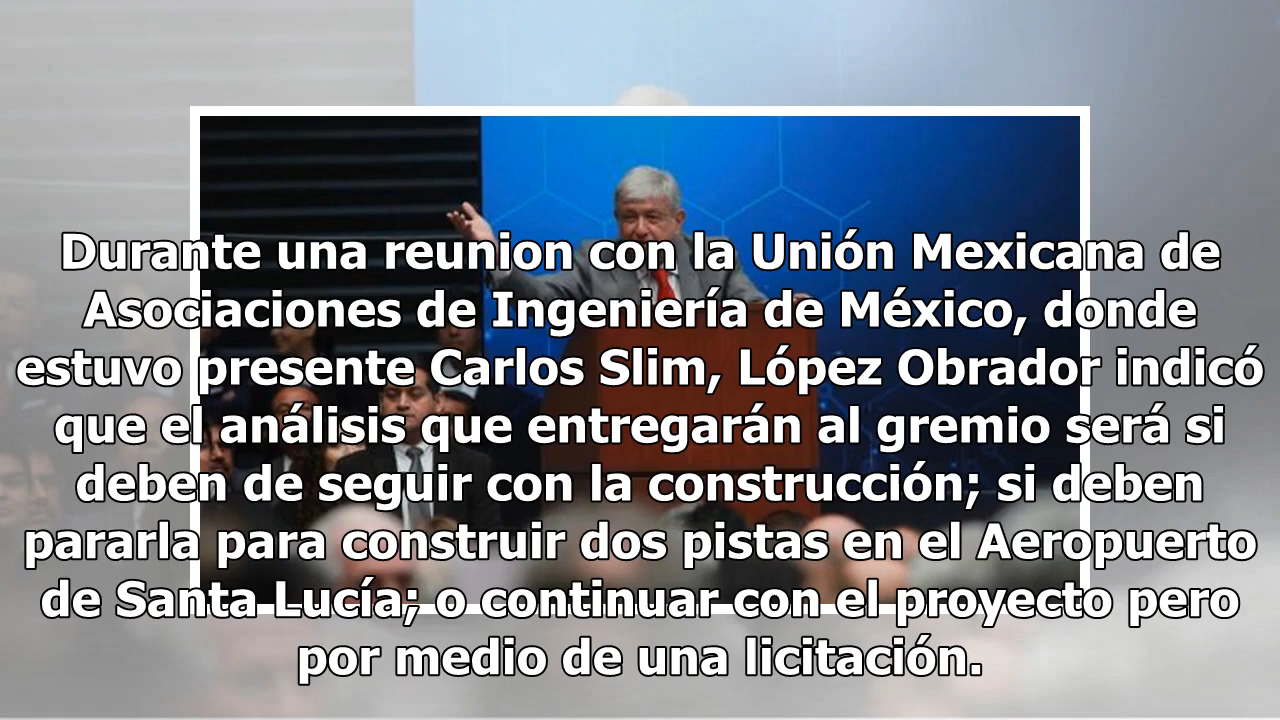 Durante una reunion con la Unión Mexicana de
Asociaciones de Ingeniería de México, donde
estuvo presente Carlos Slim, López Obrador indicó
que el análisis que entregarán al gremio será si
deben de seguir con la construcción; si deben
pararla para construir dos pistas en el Aeropuerto
de Santa Lucía; o continuar con el proyecto pero
por medio de una licitación.